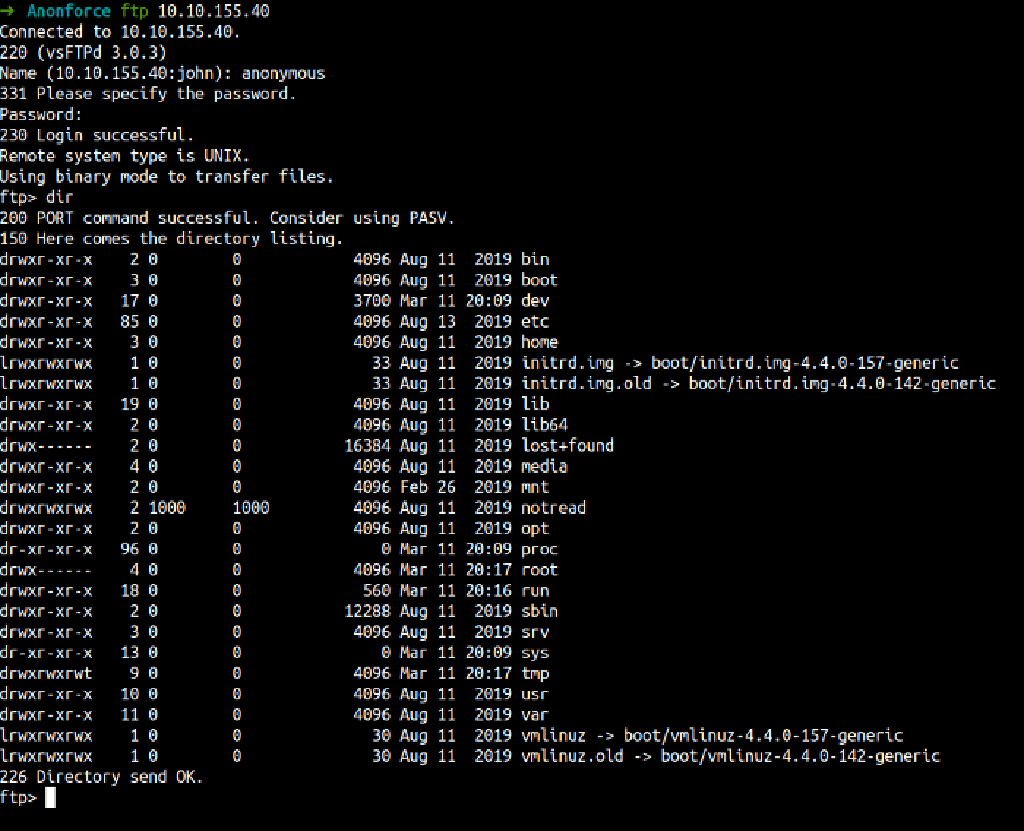 → Anonforce ftp 10.10.155.40
Connected to 10.10.155.40.
220 (vsFTPd 3.0.3)
Name (10.10.155.40:john): anonymous
331 Please specify the password.
Password:
230 Login successful.
Remote system type is UNIX.
Using binary mode to transfer files.
ftp> dir
200 PORT command successful. Consider using PASV.
150 Here comes the directory listing.
drwxr-xr-x    2 0        0            4096 Aug 11  2019 bin
drwxr-xr-x    3 0        0            4096 Aug 11  2019 boot
drwxr-xr-x   17 0        0            3700 Mar 11 20:09 dev
drwxr-xr-x   85 0        0            4096 Aug 13  2019 etc
drwxr-xr-x    3 0        0            4096 Aug 11  2019 home
lrwxrwxrwx    1 0        0              33 Aug 11  2019 initrd.img -> boot/initrd.img-4.4.0-157-generic
lrwxrwxrwx    1 0        0              33 Aug 11  2019 initrd.img.old -> boot/initrd.img-4.4.0-142-generic
drwxr-xr-x   19 0        0            4096 Aug 11  2019 lib
drwxr-xr-x    2 0        0            4096 Aug 11  2019 lib64
drwx------    2 0        0           16384 Aug 11  2019 lost+found
drwxr-xr-x    4 0        0            4096 Aug 11  2019 media
drwxr-xr-x    2 0        0            4096 Feb 26  2019 mnt
drwxrwxrwx    2 1000     1000         4096 Aug 11  2019 notread
drwxr-xr-x    2 0        0            4096 Aug 11  2019 opt
dr-xr-xr-x   96 0        0               0 Mar 11 20:09 proc
drwx------    4 0        0            4096 Mar 11 20:17 root
drwxr-xr-x   18 0        0             560 Mar 11 20:16 run
drwxr-xr-x    2 0        0           12288 Aug 11  2019 sbin
drwxr-xr-x    3 0        0            4096 Aug 11  2019 srv
dr-xr-xr-x   13 0        0               0 Mar 11 20:09 sys
drwxrwxrwt    9 0        0            4096 Mar 11 20:17 tmp
drwxr-xr-x   10 0        0            4096 Aug 11  2019 usr
drwxr-xr-x   11 0        0            4096 Aug 11  2019 var
lrwxrwxrwx    1 0        0              30 Aug 11  2019 vmlinuz -> boot/vmlinuz-4.4.0-157-generic
lrwxrwxrwx    1 0        0              30 Aug 11  2019 vmlinuz.old -> boot/vmlinuz-4.4.0-142-generic
226 Directory send OK.
ftp>